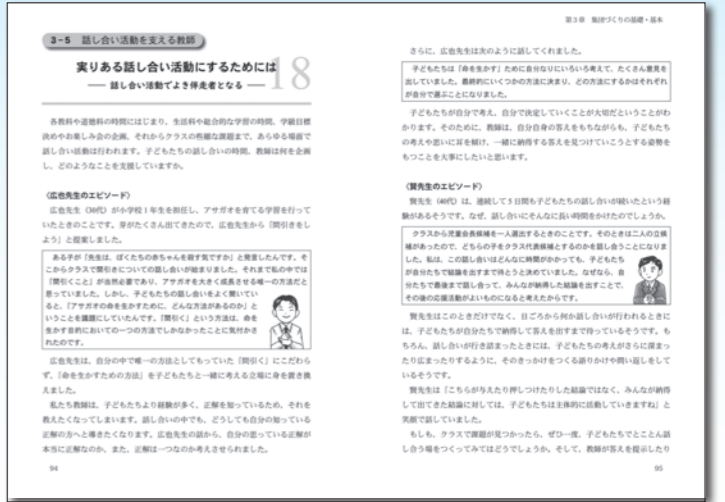 3-5 話し合い活動を支える教師
実りある話し合い活動にするためには
18
── 話し合い活動でよき伴走者となる ──
各教科や道徳科の時間にはじまり、生活科や総合的な学習の時間、学級目標
決めやお楽しみ会の企画、それからクラスの些細な課題まで、あらゆる場面で
話し合い活動は行われます。子どもたちの話し合いの時間、教師は何を企画
し、どのようなことを支援していますか。
〈広也先生のエピソード〉
広也先生(30代)が小学校1年生を担任し、アサガオを育てる学習を行って
いたときのことです。芽がたくさん出てきたので、広也先生から「間引きをし
よう」と提案しました。
ある子が「先生は、ぼくたちの赤ちゃんを殺す気ですか」と発言したんです。そ
こからクラスで間引きについての話し合いが始まりました。それまで私の中では
「間引くこと」が当然必要であり、アサガオを大きく成長させる唯一の方法だと
思っていました。しかし、子どもたちの話し合いをよく聞いてい
ると、「アサガオの命を生かすために、どんな方法があるのか」と
いうことを議題にしていたんです。「間引く」という方法は、命を
生かす目的においての一つの方法でしかなかったことに気付かさ
れたのです。
広也先生は、自分の中で唯一の方法としてもっていた「間引く」にこだわら
ず、「命を生かすための方法」を子どもたちと一緒に考える立場に身を置き換
えました。
私たち教師は、子どもたちより経験が多く、正解を知っているため、それを
教えたくなってしまいます。話し合いの中でも、どうしても自分の知っている
正解の方へと導きたくなります。広也先生の話から、自分の思っている正解が
本当に正解なのか、また、正解は一つなのか考えさせられました。
94
第3章 集団づくりの基礎・基本
さらに、広也先生は次のように話してくれました。
子どもたちは「命を生かす」ために自分なりにいろいろ考えて、たくさん意見を
出していました。最終的にいくつかの方法に決まり、どの方法にするかはそれぞれ
が自分で選ぶことになりました。
子どもたちが自分で考え、自分で決定していくことが大切だということがわ
かります。そのために、教師は、自分自身の答えをもちながらも、子どもたち
の考えや思いに耳を傾け、一緒に納得する答えを見つけていこうとする姿勢を
もつことを大事にしたいと思います。
〈賢先生のエピソード〉
賢先生(40代)は、連続して5日間も子どもたちの話し合いが続いたという経
験があるそうです。なぜ、話し合いにそんなに長い時間をかけたのでしょうか。
クラスから児童会長候補を一人選出するときのことです。そのときは二人の立候
補があったので、どちらの子をクラス代表候補とするのかを話し合うことになりま
した。私は、この話し合いはどんなに時間がかかっても、子どもたち
が自分たちで結論を出すまで待とうと決めていました。なぜなら、自
分たちで最後まで話し合って、みんなが納得した結論を出すことで、
その後の応援活動がよいものになると考えたからです。
賢先生はこのときだけでなく、日ごろから何か話し合いが行われるときに
は、子どもたちが自分たちで納得して答えを出すまで待っているそうです。も
ちろん、話し合いが行き詰まったときには、子どもたちの考えがさらに深まっ
たり広まったりするように、そのきっかけをつくる語りかけや問い返しをして
いるそうです。
賢先生は「こちらが与えたり押しつけたりした結論ではなく、みんなが納得
して出てきた結論に対しては、子どもたちは主体的に活動していきますね」と
笑顔で話していました。
もしも、クラスで課題が見つかったら、ぜひ一度、子どもたちでとことん話
し合う場をつくってみてはどうでしょうか。そして、教師が答えを提示したり
95